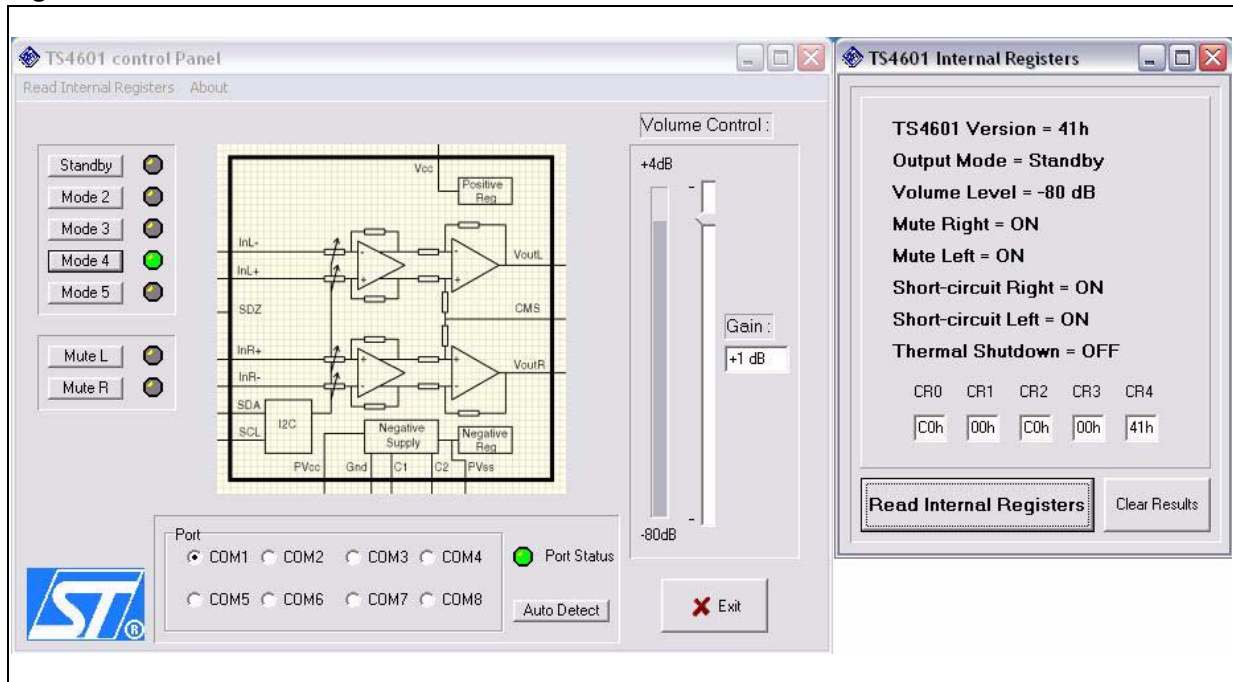 TS4601 control Panel
Read Internal Registers About
Standby
Mode 2
Mode 3
Mode 4
Mode 5
Mute L
Mute R
Vcc
Positive
Reg
InL-
InL+
VoutL
SDZ
CMS
InR+
InR-
VoutR
SDA
SCL
I2C
Negative
Supply
Negative
Reg
PVcc Gnd C1 C2 PVss
Volume Control :
+4dB
Gain :
+1 dB
-80dB
Port
COM1 COM2 COM3 COM4
COM5 COM6 COM7 COM8
Port Status
Auto Detect
Exit
ST
®
TS4601 Internal Registers
TS4601 Version = 41h
Output Mode = Standby
Volume Level = -80 dB
Mute Right = ON
Mute Left = ON
Short-circuit Right = ON
Short-circuit Left = ON
Thermal Shutdown = OFF
CR0 CR1 CR2 CR3 CR4
C0h 00h C0h 00h 41h
Read Internal Registers
Clear Results